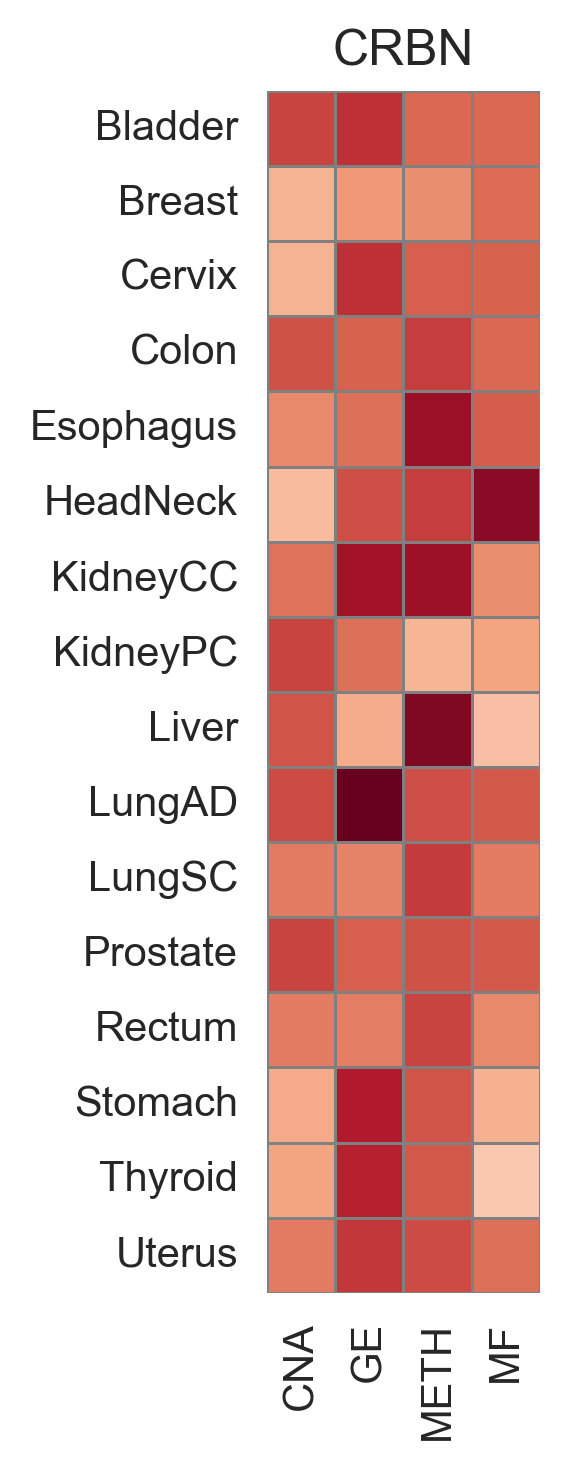 CRBN
Bladder
Breast
Cervix
Colon
Esophagus
HeadNeck
KidneyCC
KidneyPC
Liver
LungAD
LungSC
Prostate
Rectum
Stomach
Thyroid
Uterus
CNA
GE
METH
MF